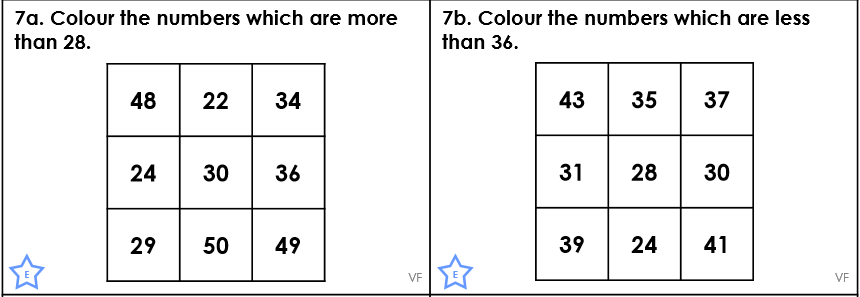 7a. Colour the numbers which are more
than 28.
48 22 34
24 30 36
29 50 49
E
VF
7b. Colour the numbers which are less
than 36.
43 35 37
31 28 30
39 24 41
E
VF